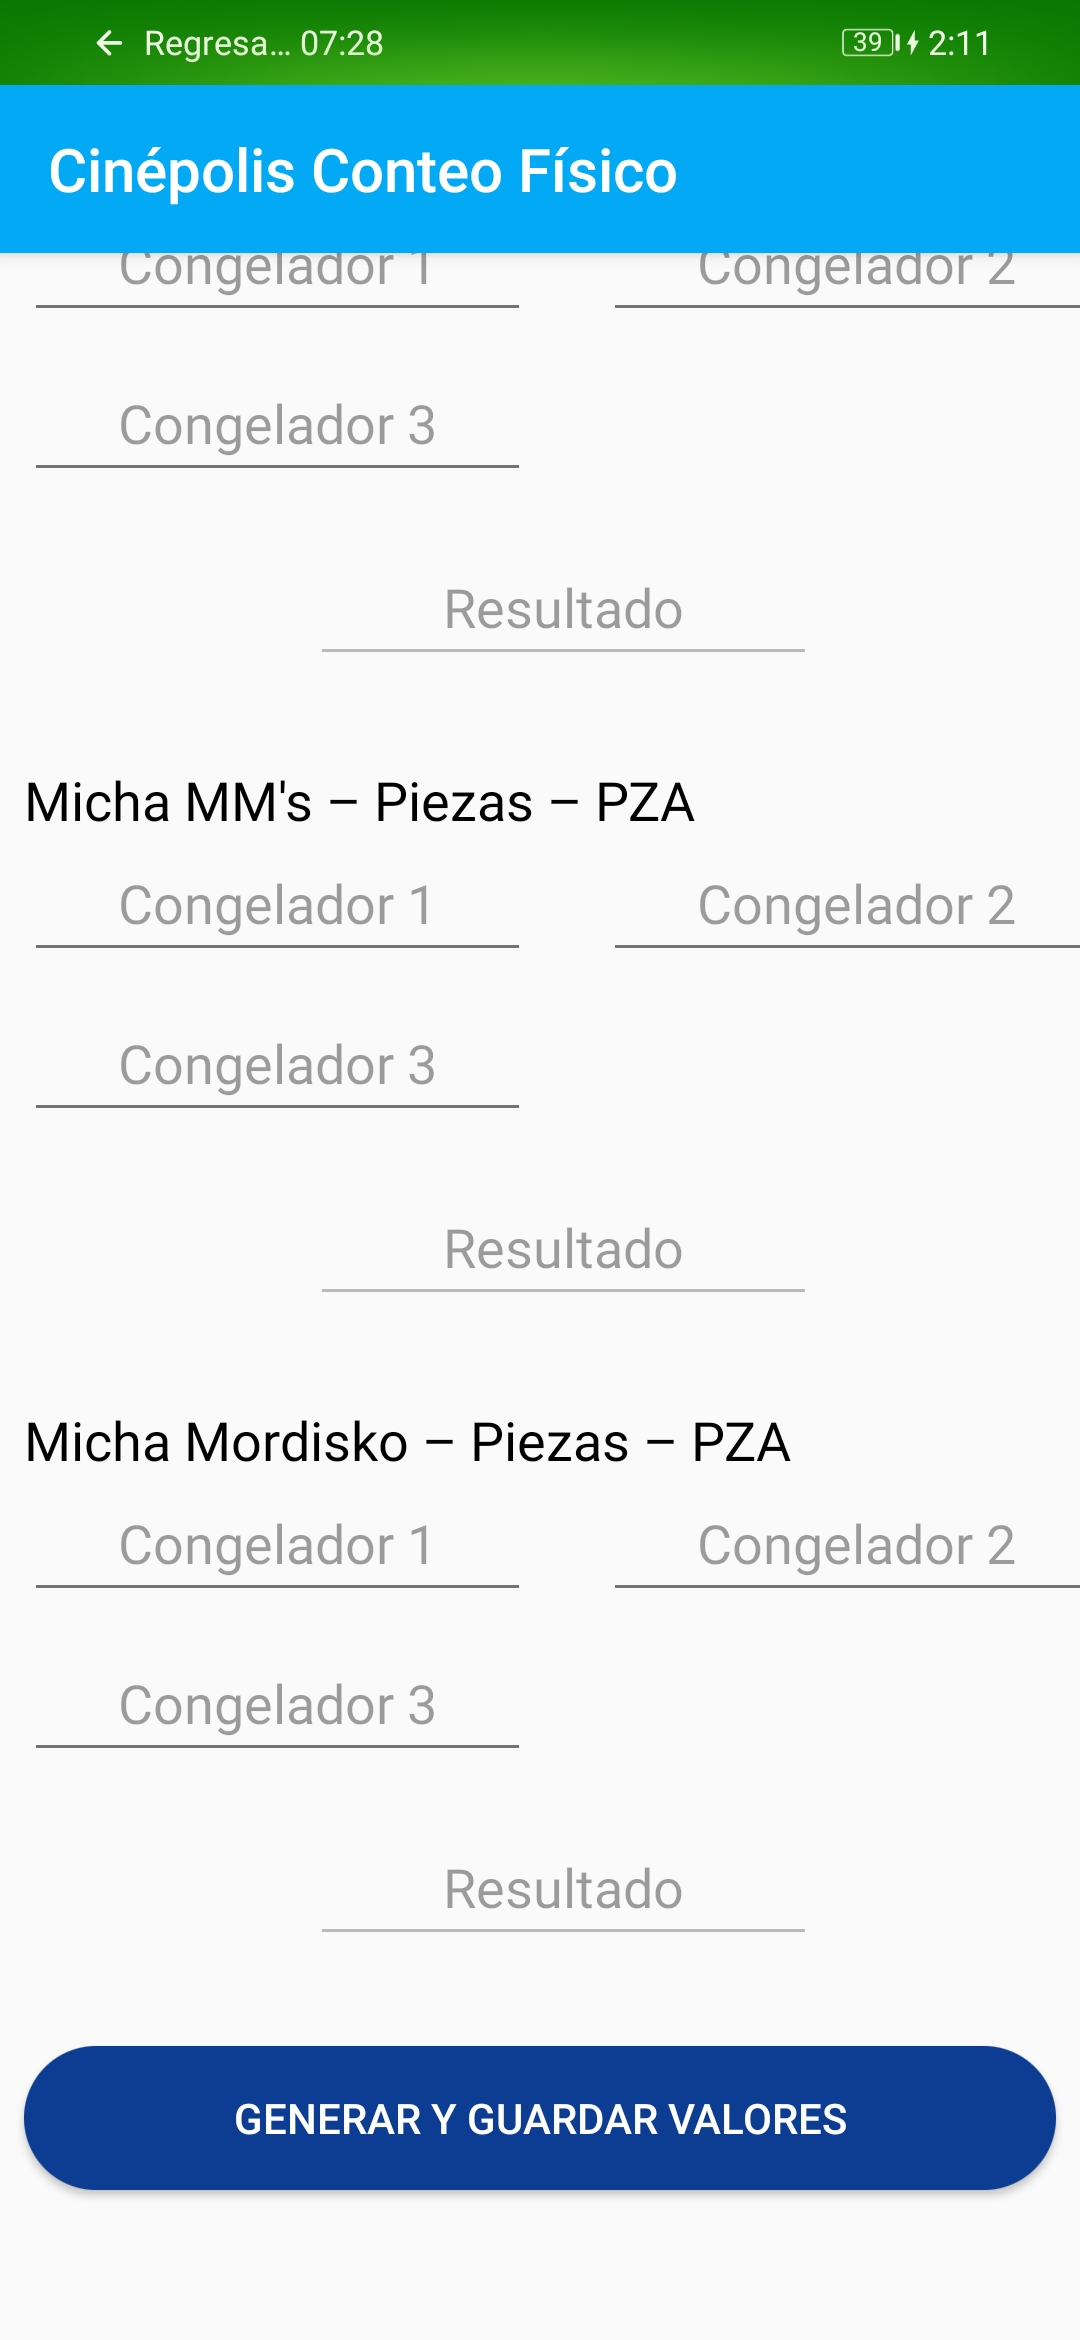 ← Regresa... 07:28 39 2:11
Cinépolis Conteo Físico
Congelador 1 Congelador 2
Congelador 3
Resultado
Micha MM's – Piezas – PZA
Congelador 1 Congelador 2
Congelador 3
Resultado
Micha Mordisko – Piezas – PZA
Congelador 1 Congelador 2
Congelador 3
Resultado
GENERAR Y GUARDAR VALORES